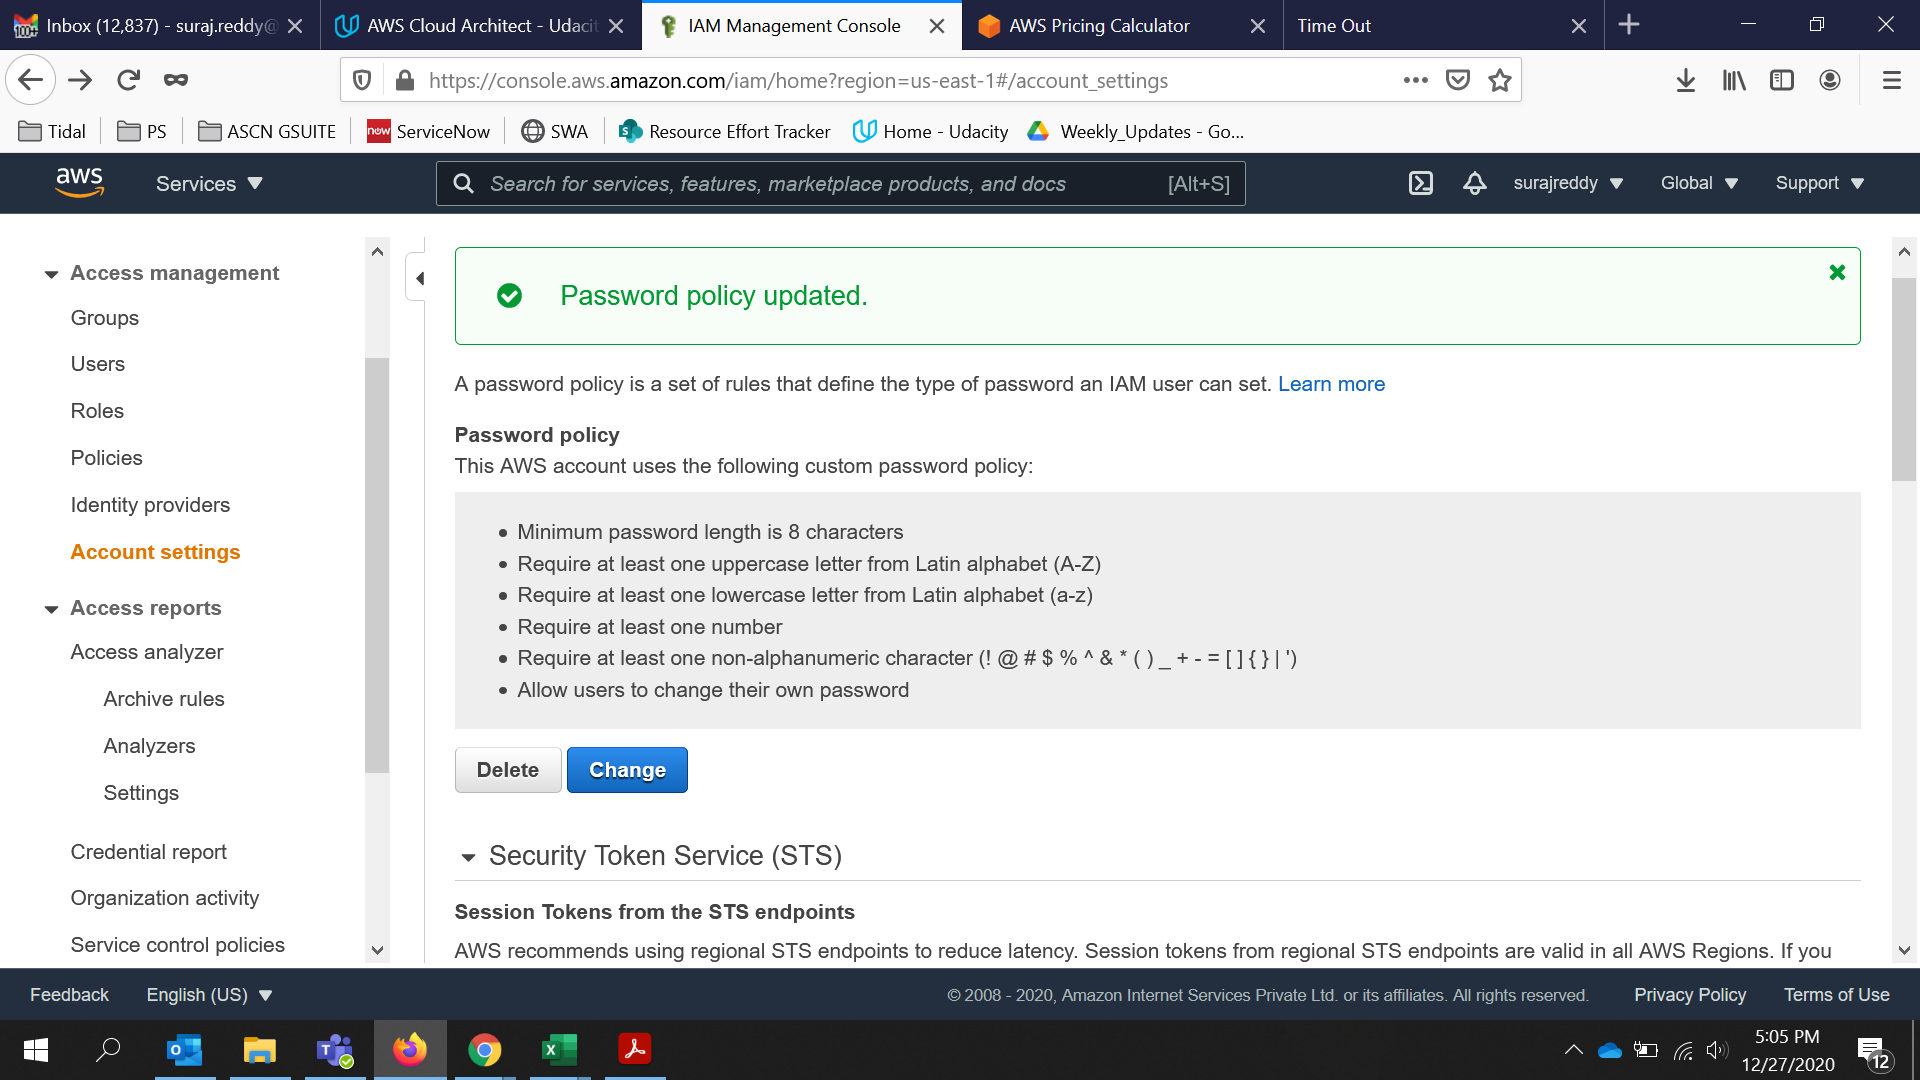 Inbox (12,837) - suraj.reddy@
AWS Cloud Architect - Udacit
IAM Management Console
AWS Pricing Calculator
Time Out
https://console.aws.amazon.com/iam/home?region=us-east-1#/account_settings
Tidal
PS
ASCN GSUITE
now ServiceNow
SWA
Resource Effort Tracker
Home - Udacity
Weekly_Updates - Go...
aws
Services
Search for services, features, marketplace products, and docs [Alt+S]
surajreddy
Global
Support
Access management
Groups
Users
Roles
Policies
Identity providers
Account settings
Access reports
Access analyzer
Archive rules
Analyzers
Settings
Credential report
Organization activity
Service control policies
Password policy updated.
A password policy is a set of rules that define the type of password an IAM user can set. Learn more
Password policy
This AWS account uses the following custom password policy:
• Minimum password length is 8 characters
• Require at least one uppercase letter from Latin alphabet (A-Z)
• Require at least one lowercase letter from Latin alphabet (a-z)
• Require at least one number
• Require at least one non-alphanumeric character (! @ # $ % ^ & * ( ) _ + - = [ ] { } | ')
• Allow users to change their own password
Delete
Change
Security Token Service (STS)
Session Tokens from the STS endpoints
AWS recommends using regional STS endpoints to reduce latency. Session tokens from regional STS endpoints are valid in all AWS Regions. If you
Feedback
English (US)
© 2008 - 2020, Amazon Internet Services Private Ltd. or its affiliates. All rights reserved.
Privacy Policy
Terms of Use
5:05 PM
12/27/2020
12